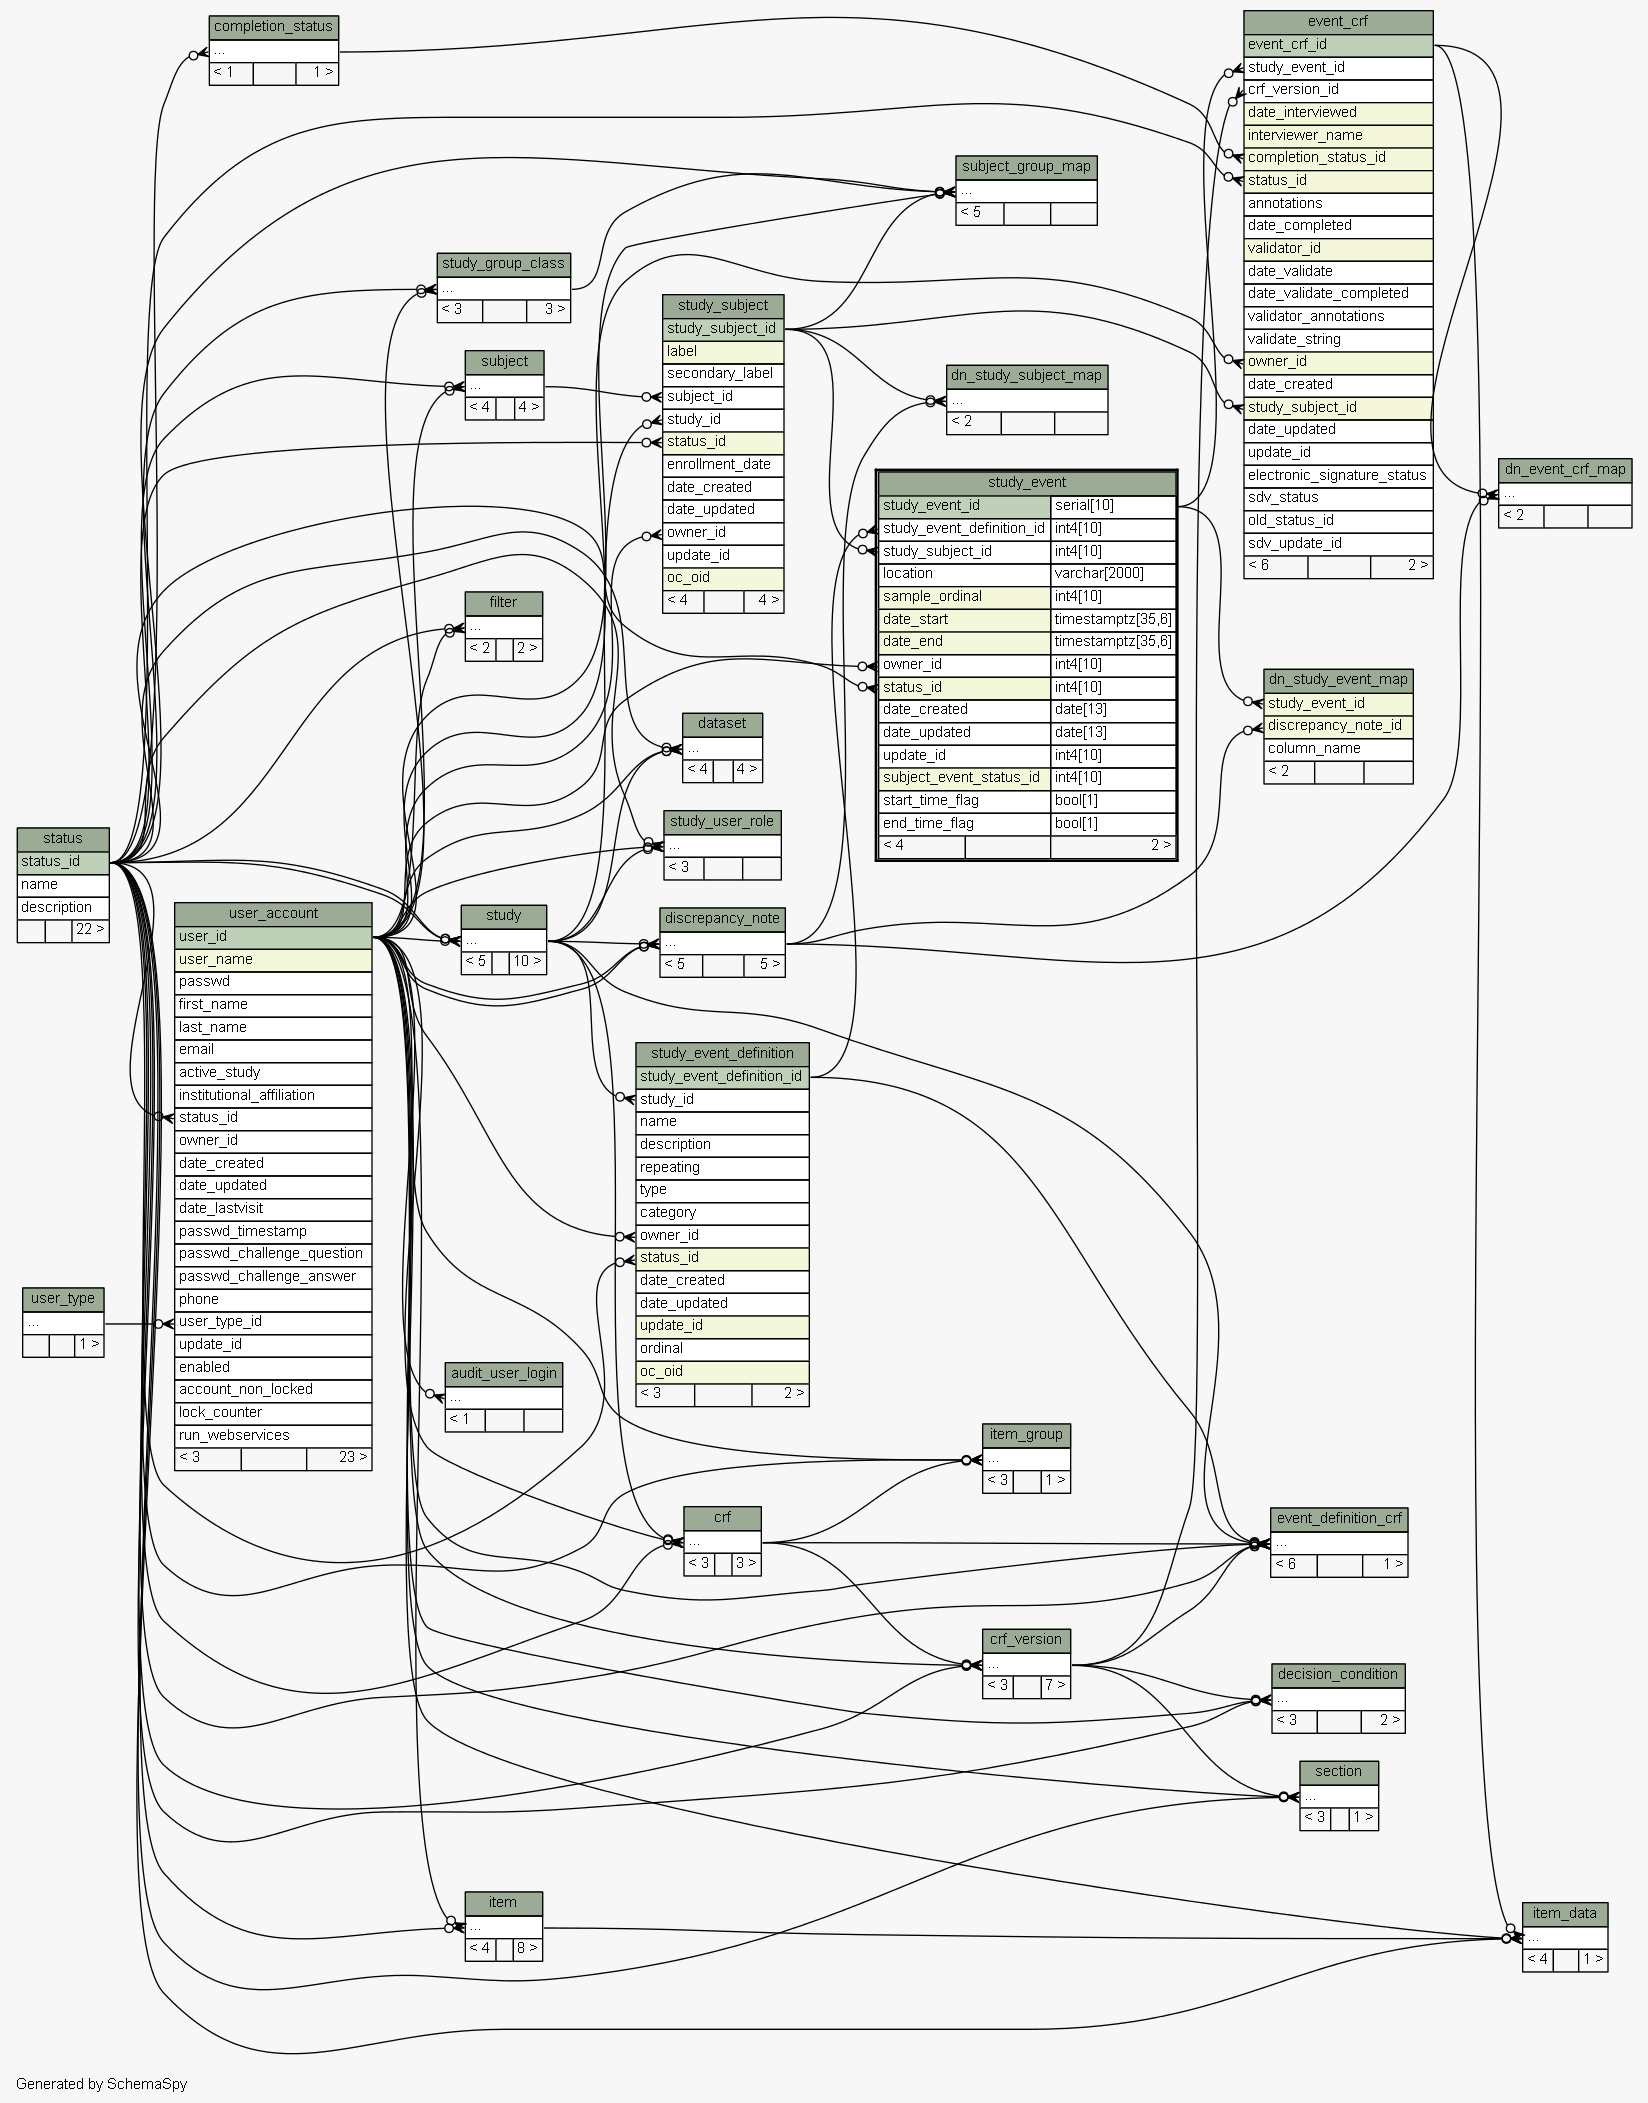 completion_status
...
< 1 1 >
event_crf
event_crf_id
study_event_id
crf_version_id
date_interviewed
interviewer_name
completion_status_id
status_id
annotations
date_completed
validator_id
date_validate
date_validate_completed
validator_annotations
validate_string
owner_id
date_created
study_subject_id
date_updated
update_id
electronic_signature_status
sdv_status
old_status_id
sdv_update_id
< 6 2 >
subject_group_map
...
< 5
study_group_class
...
< 3 3 >
study_subject
study_subject_id
label
secondary_label
subject_id
study_id
status_id
enrollment_date
date_created
date_updated
owner_id
update_id
oc_oid
< 4 4 >
subject
...
< 4 4 >
dn_study_subject_map
...
< 2
dn_event_crf_map
...
< 2
study_event
study_event_id serial[10]
study_event_definition_id int4[10]
study_subject_id int4[10]
location varchar[2000]
sample_ordinal int4[10]
date_start timestamptz[35,6]
date_end timestamptz[35,6]
owner_id int4[10]
status_id int4[10]
date_created date[13]
date_updated date[13]
update_id int4[10]
subject_event_status_id int4[10]
start_time_flag bool[1]
end_time_flag bool[1]
< 4 2 >
filter
...
< 2 2 >
dn_study_event_map
study_event_id
discrepancy_note_id
column_name
< 2
dataset
...
< 4 4 >
study_user_role
...
< 3
status
status_id
name
description
22 >
user_account
user_id
user_name
passwd
first_name
last_name
email
active_study
institutional_affiliation
status_id
owner_id
date_created
date_updated
date_lastvisit
passwd_timestamp
passwd_challenge_question
passwd_challenge_answer
phone
user_type_id
update_id
enabled
account_non_locked
lock_counter
run_webservices
< 3 23 >
study
...
< 5 10 >
discrepancy_note
...
< 5 5 >
study_event_definition
study_event_definition_id
study_id
name
description
repeating
type
category
owner_id
status_id
date_created
date_updated
update_id
ordinal
oc_oid
< 3 2 >
user_type
...
1 >
audit_user_login
...
< 1
item_group
...
< 3 1 >
crf
...
< 3 3 >
event_definition_crf
...
< 6 1 >
crf_version
...
< 3 7 >
decision_condition
...
< 3 2 >
section
...
< 3 1 >
item
...
< 4 8 >
item_data
...
< 4 1 >
Generated by SchemaSpy